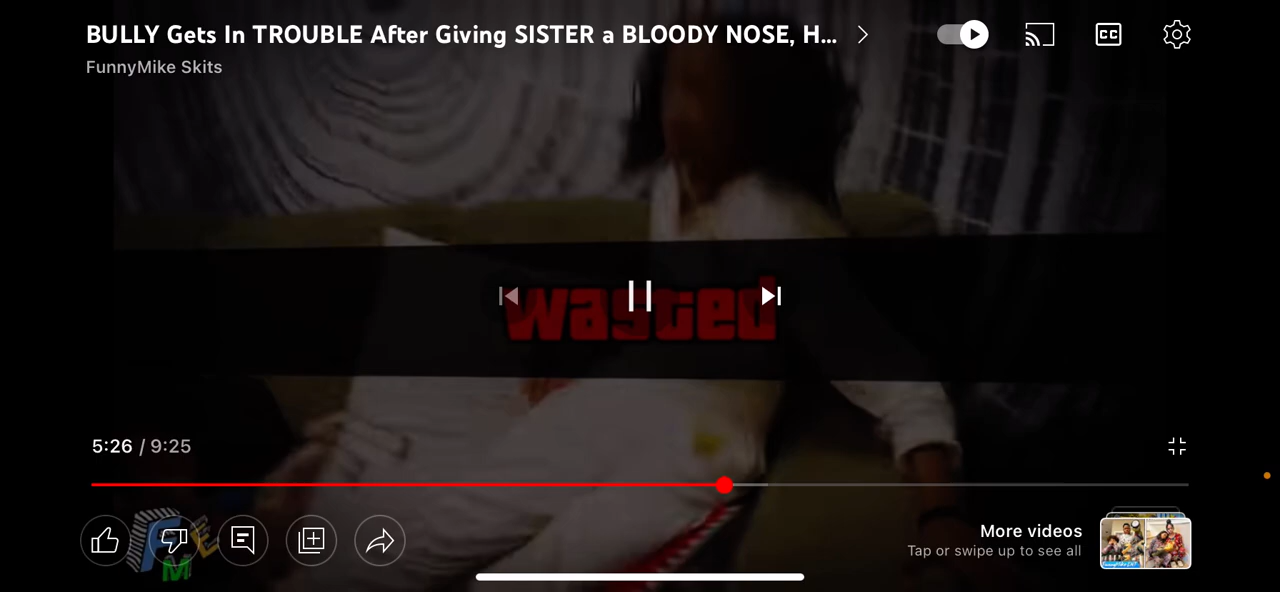 BULLY Gets In TROUBLE After Giving SISTER a BLOODY NOSE, H...
CC
FunnyMike Skits
wasted
5:26 / 9:25
More videos
Tap or swipe up to see all